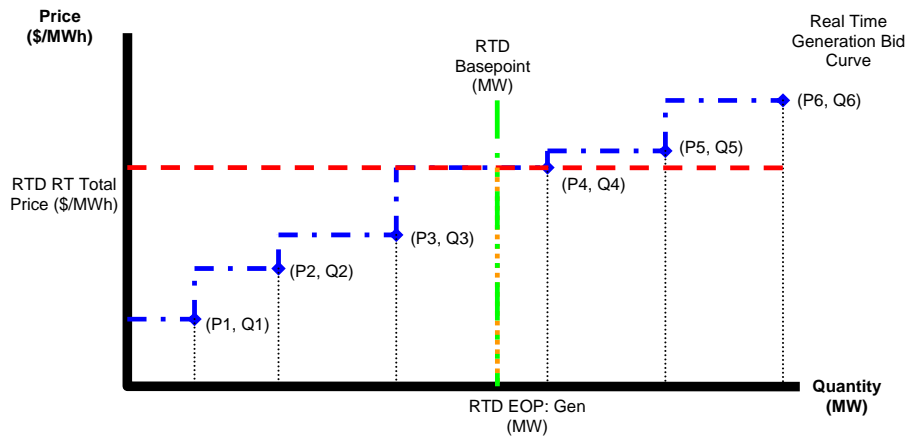 Price
($/MWh)
RTD
Basepoint
(MW)
Real Time
Generation Bid
Curve
(P6, Q6)
(P5, Q5)
(P4, Q4)
RTD RT Total
Price ($/MWh)
(P3, Q3)
(P2, Q2)
(P1, Q1)
Quantity
(MW)
RTD EOP: Gen
(MW)